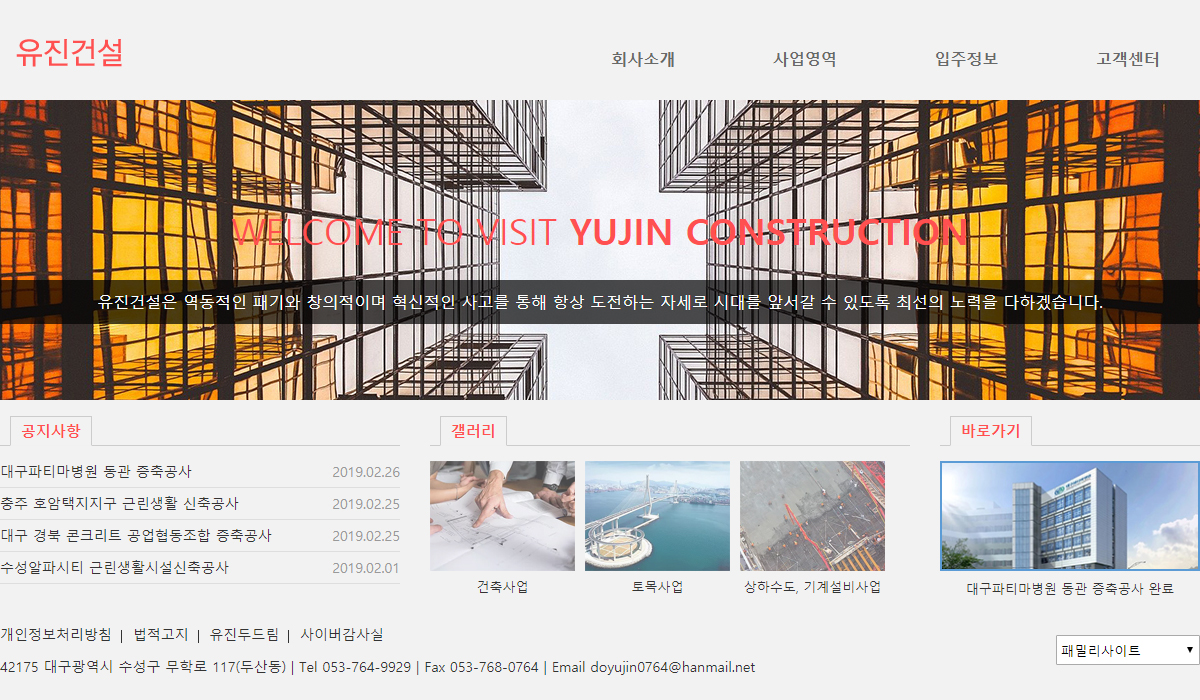 유진건설
회사소개 사업영역 입주정보 고객센터
WELCOME TO VISIT YUJIN CONSTRUCTION
유진건설은 역동적인 패기와 창의적이며 혁신적인 사고를 통해 항상 도전하는 자세로 시대를 앞서갈 수 있도록 최선의 노력을 다하겠습니다.
공지사항
대구파티마병원 동관 증축공사 2019.02.26
충주 호암택지지구 근린생활 신축공사 2019.02.25
대구 경북 콘크리트 공업협동조합 증축공사 2019.02.25
수성알파시티 근린생활시설신축공사 2019.02.01
갤러리
건축사업
토목사업
상하수도, 기계설비사업
바로가기
대구파티마병원 동관 증축공사 완료
개인정보처리방침 | 법적고지 | 유진두드림 | 사이버감사실
42175 대구광역시 수성구 무학로 117(두산동) | Tel 053-764-9929 | Fax 053-768-0764 | Email doyujin0764@hanmail.net
패밀리사이트